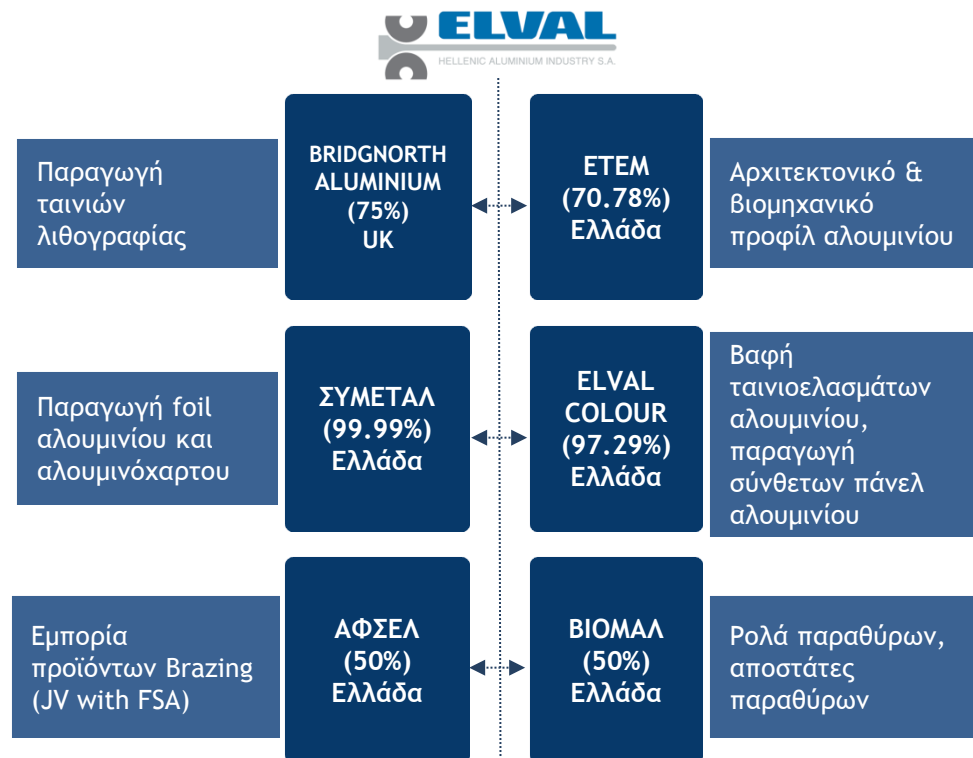 ELVAL
HELLENIC ALUMINIUM INDUSTRY S.A.
Παραγωγή
ταινιών
λιθογραφίας
BRIDGNORTH
ALUMINIUM
(75%)
UK
ETEM
(70.78%)
Ελλάδα
Αρχιτεκτονικό &
βιομηχανικό
προφίλ αλουμινίου
Παραγωγή foil
αλουμινίου και
αλουμινόχαρτου
ΣΥΜΕΤΑΛ
(99.99%)
Ελλάδα
ELVAL
COLOUR
(97.29%)
Ελλάδα
Βαφή
ταινιοελασμάτων
αλουμινίου,
παραγωγή
σύνθετων πάνελ
αλουμινίου
Εμπορία
προϊόντων Brazing
(JV with FSA)
ΑΦΣΕΛ
(50%)
Ελλάδα
ΒΙΟΜΑΛ
(50%)
Ελλάδα
Ρολά παραθύρων,
αποστάτες
παραθύρων